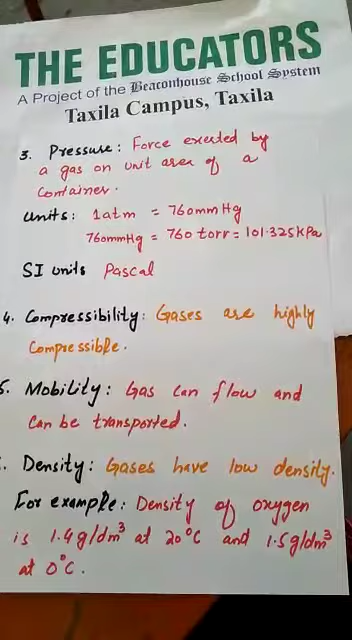 THE EDUCATORS
A Project of the Beaconhouse School System
Taxila Campus, Taxila
3. Pressure: Force exerted by
a gas on unit area of a
container.
units: 1atm = 760mmHg
760mmHg = 760 torr = 101.325kPa
SI units Pascal
4. Compressibility: Gases are highly
Compressible.
5. Mobility: Gas can flow and
Can be transported.
Density: Gases have low density.
For example: Density of oxygen
is 1.4g/dm³ at 20°C and 1.5g/dm³
at 0°C.